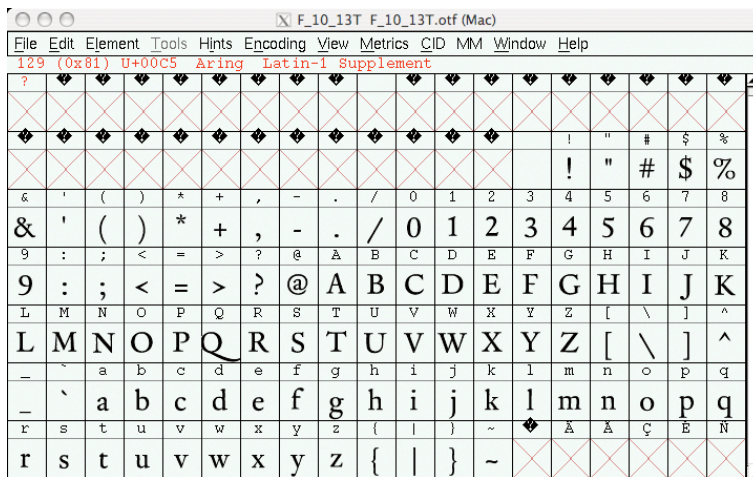 F_10_13T F_10_13T.otf (Mac)
File Edit Element Tools Hints Encoding View Metrics CID MM Window Help
129 (0x81) U+00C5 Aring Latin-1 Supplement
? � � � � � � � � � � � � � � � � �
� � � � � � � � � � � � � ! " # $ %
! " # $ %
& ' ( ) * + , - . / 0 1 2 3 4 5 6 7 8
& ' ( ) * + , - . / 0 1 2 3 4 5 6 7 8
9 : ; < = > ? @ A B C D E F G H I J K
9 : ; < = > ? @ A B C D E F G H I J K
L M N O P Q R S T U V W X Y Z [ \ ] ^
L M N O P Q R S T U V W X Y Z [ \ ] ^
_ ` a b c d e f g h i j k l m n o p q
_ ` a b c d e f g h i j k l m n o p q
r s t u v w x y z { | } ~ � Ä Å Ç É Ñ
r s t u v w x y z { | } ~